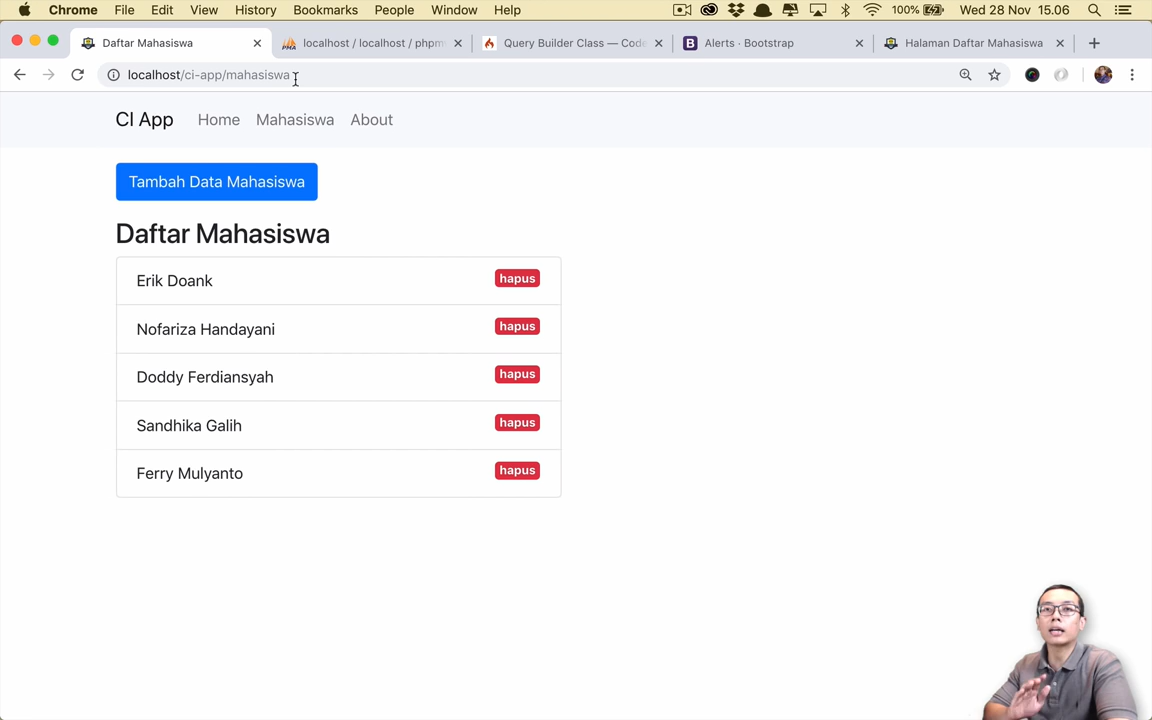 Chrome File Edit View History Bookmarks People Window Help 100% Wed 28 Nov 15.06
Daftar Mahasiswa localhost / localhost / phpm Query Builder Class — Code Alerts · Bootstrap Halaman Daftar Mahasiswa
localhost/ci-app/mahasiswa
CI App Home Mahasiswa About
Tambah Data Mahasiswa
Daftar Mahasiswa
Erik Doank hapus
Nofariza Handayani hapus
Doddy Ferdiansyah hapus
Sandhika Galih hapus
Ferry Mulyanto hapus